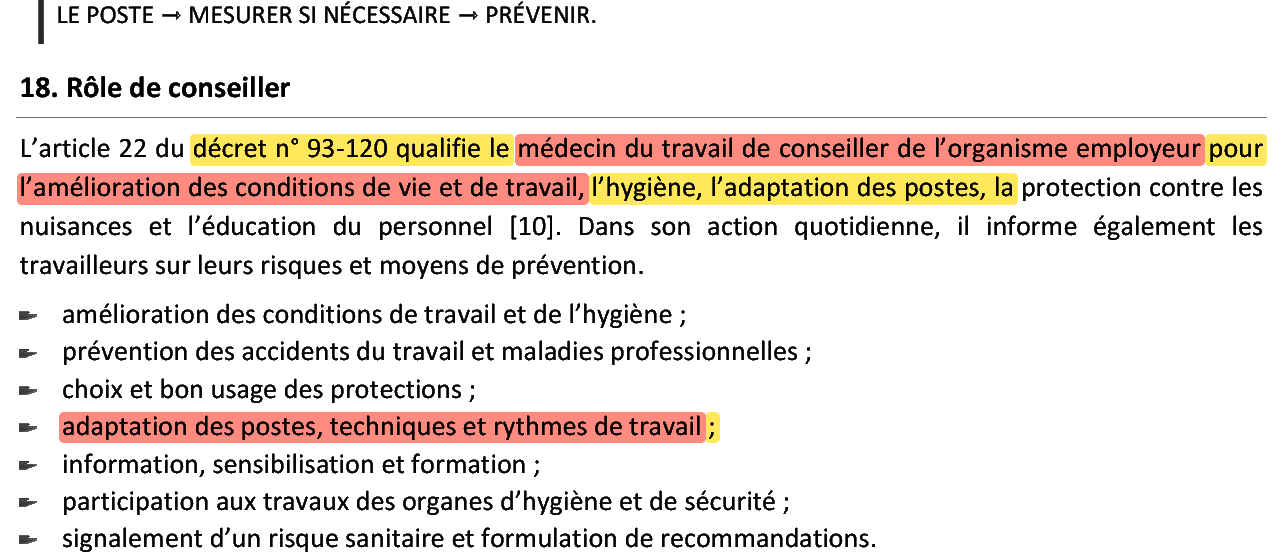 LE POSTE → MESURER SI NÉCESSAIRE → PRÉVENIR.
18. Rôle de conseiller
L’article 22 du décret n° 93-120 qualifie le médecin du travail de conseiller de l’organisme employeur pour
l’amélioration des conditions de vie et de travail, l’hygiène, l’adaptation des postes, la protection contre les
nuisances et l’éducation du personnel [10]. Dans son action quotidienne, il informe également les
travailleurs sur leurs risques et moyens de prévention.
amélioration des conditions de travail et de l’hygiène ;
prévention des accidents du travail et maladies professionnelles ;
choix et bon usage des protections ;
adaptation des postes, techniques et rythmes de travail ;
information, sensibilisation et formation ;
participation aux travaux des organes d’hygiène et de sécurité ;
signalement d’un risque sanitaire et formulation de recommandations.